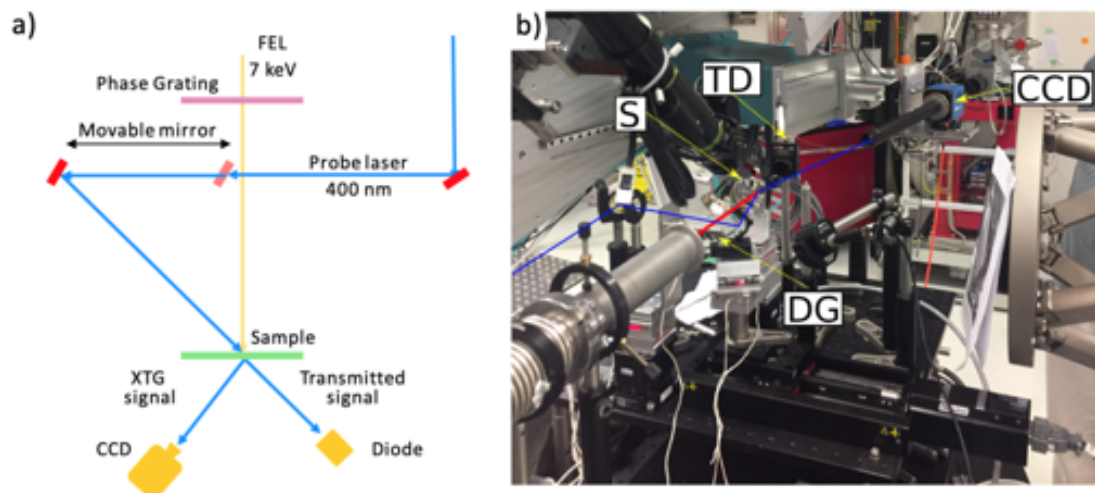 a)
FEL
7 keV
Phase Grating
Movable mirror
Probe laser
400 nm
Sample
XTG
signal
Transmitted
signal
CCD
Diode
b)
TD
CCD
S
DG